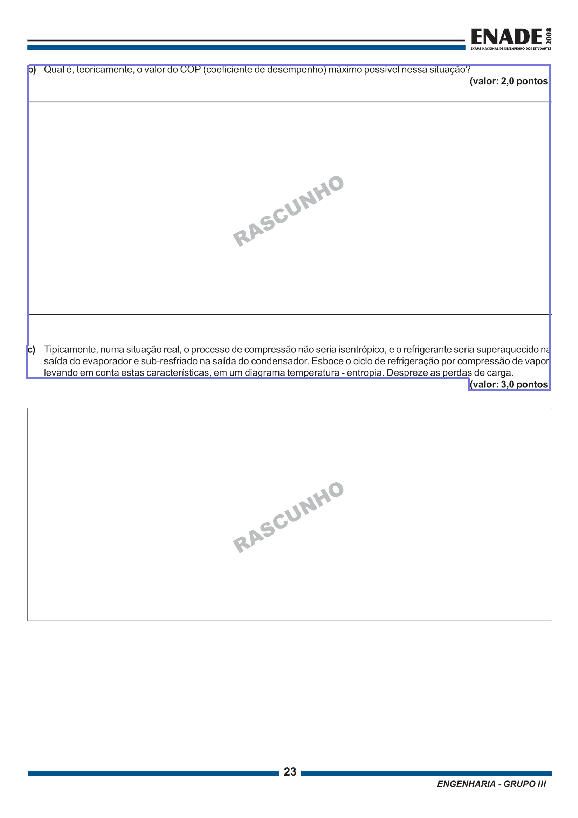 ENADE 2008
EXAME NACIONAL DE DESEMPENHO DOS ESTUDANTES
b) Qual é, teoricamente, o valor do COP (coeficiente de desempenho) máximo possível nessa situação?
(valor: 2,0 pontos
RASCUNHO
c) Tipicamente, numa situação real, o processo de compressão não seria isentrópico, e o refrigerante seria superaquecido na
saída do evaporador e sub-resfriado na saída do condensador. Esboce o ciclo de refrigeração por compressão de vapor
levando em conta estas características, em um diagrama temperatura - entropia. Despreze as perdas de carga.
(valor: 3,0 pontos
RASCUNHO
23
ENGENHARIA - GRUPO III